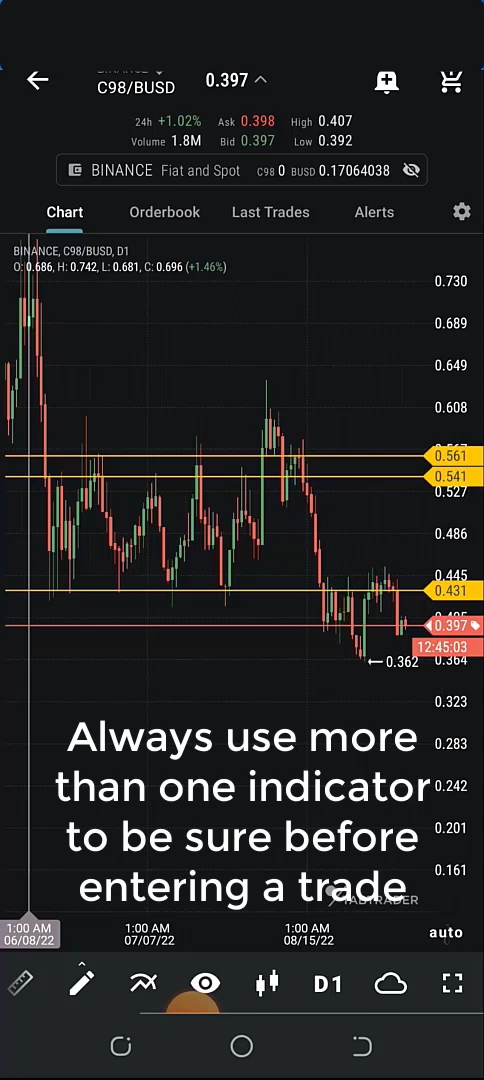 C98/BUSD 0.397
24h +1.02% Ask 0.398 High 0.407
Volume 1.8M Bid 0.397 Low 0.392
BINANCE Fiat and Spot C98 0 BUSD 0.17064038
Chart Orderbook Last Trades Alerts
BINANCE, C98/BUSD, D1
O: 0.686, H: 0.742, L: 0.681, C: 0.696 (+1.46%)
0.730
0.689
0.649
0.608
0.561
0.541
0.527
0.486
0.445
0.431
0.397
12:45:03
0.364
0.362
0.323
0.283
0.242
0.201
0.161
Always use more
than one indicator
to be sure before
entering a trade
TABTRADER
1:00 AM 1:00 AM 1:00 AM
06/08/22 07/07/22 08/15/22
auto
D1